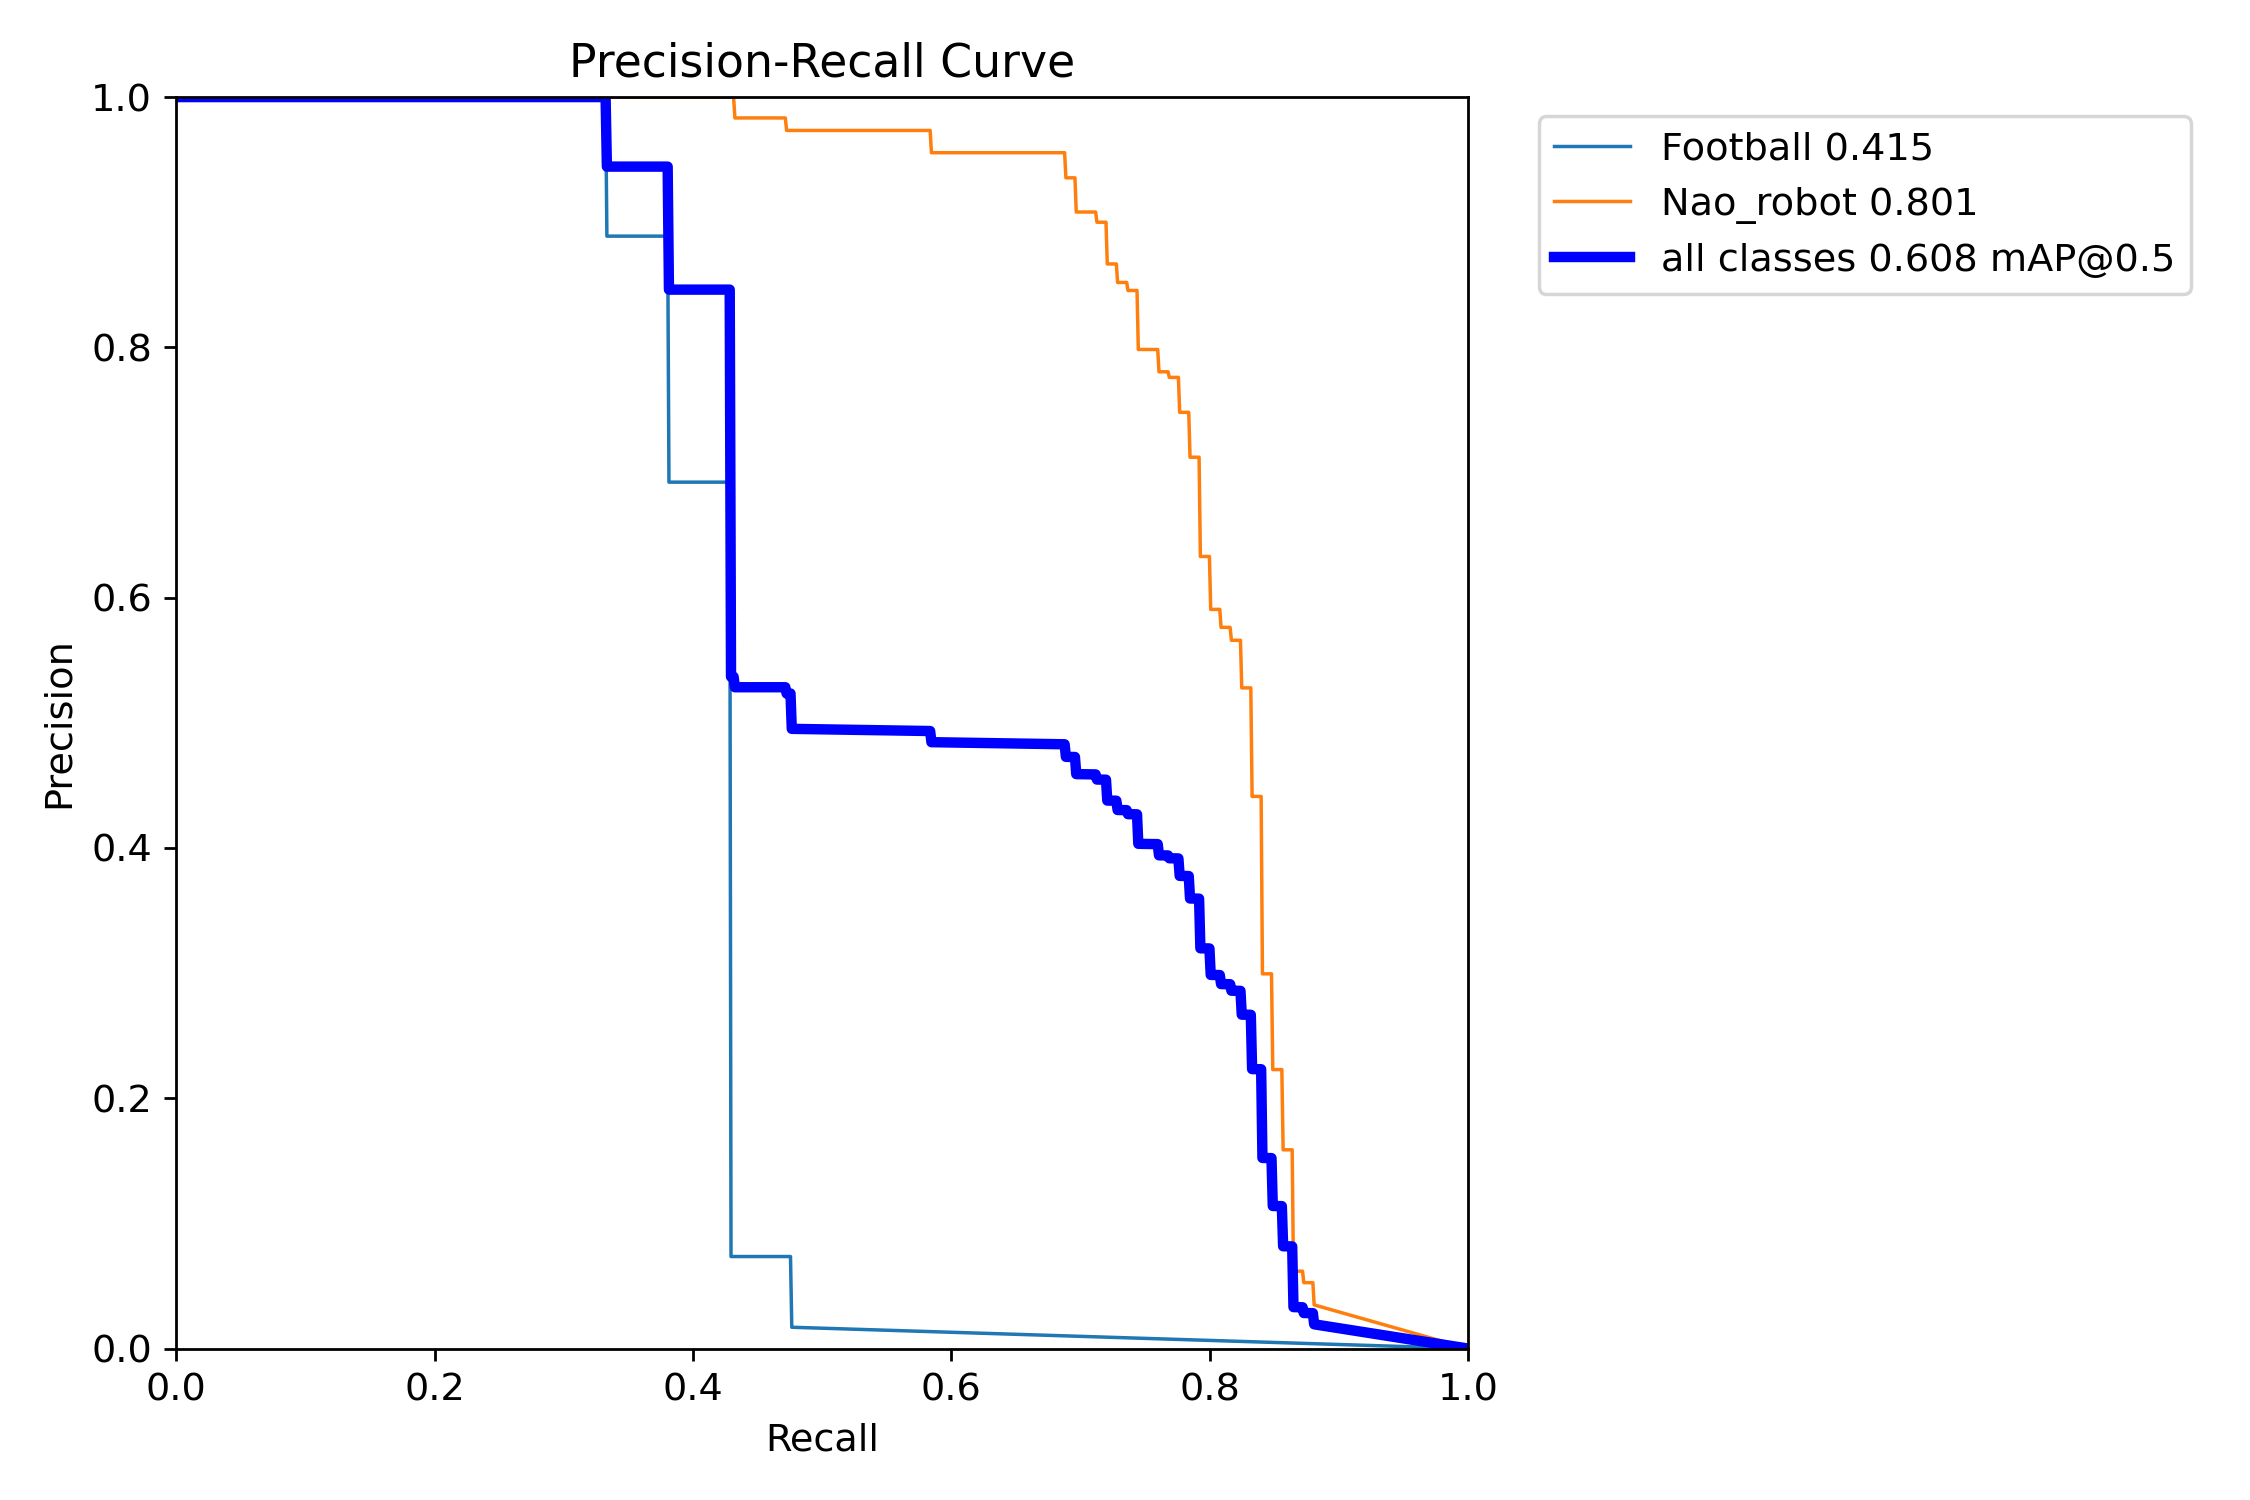 Precision-Recall Curve
Football 0.415
Nao_robot 0.801
all classes 0.608 mAP@0.5
1.0
0.8
0.6
0.4
0.2
0.0
Precision
0.0 0.2 0.4 0.6 0.8 1.0
Recall